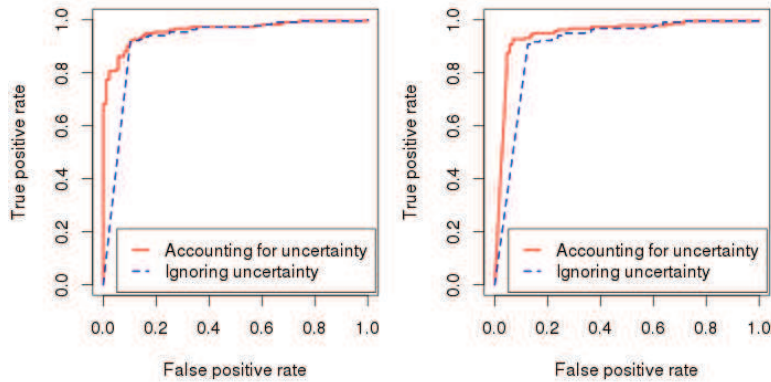 True positive rate
1.0
0.8
0.6
0.4
0.2
0.0
Accounting for uncertainty
Ignoring uncertainty
0.0 0.2 0.4 0.6 0.8 1.0
False positive rate
True positive rate
1.0
0.8
0.6
0.4
0.2
0.0
Accounting for uncertainty
Ignoring uncertainty
0.0 0.2 0.4 0.6 0.8 1.0
False positive rate